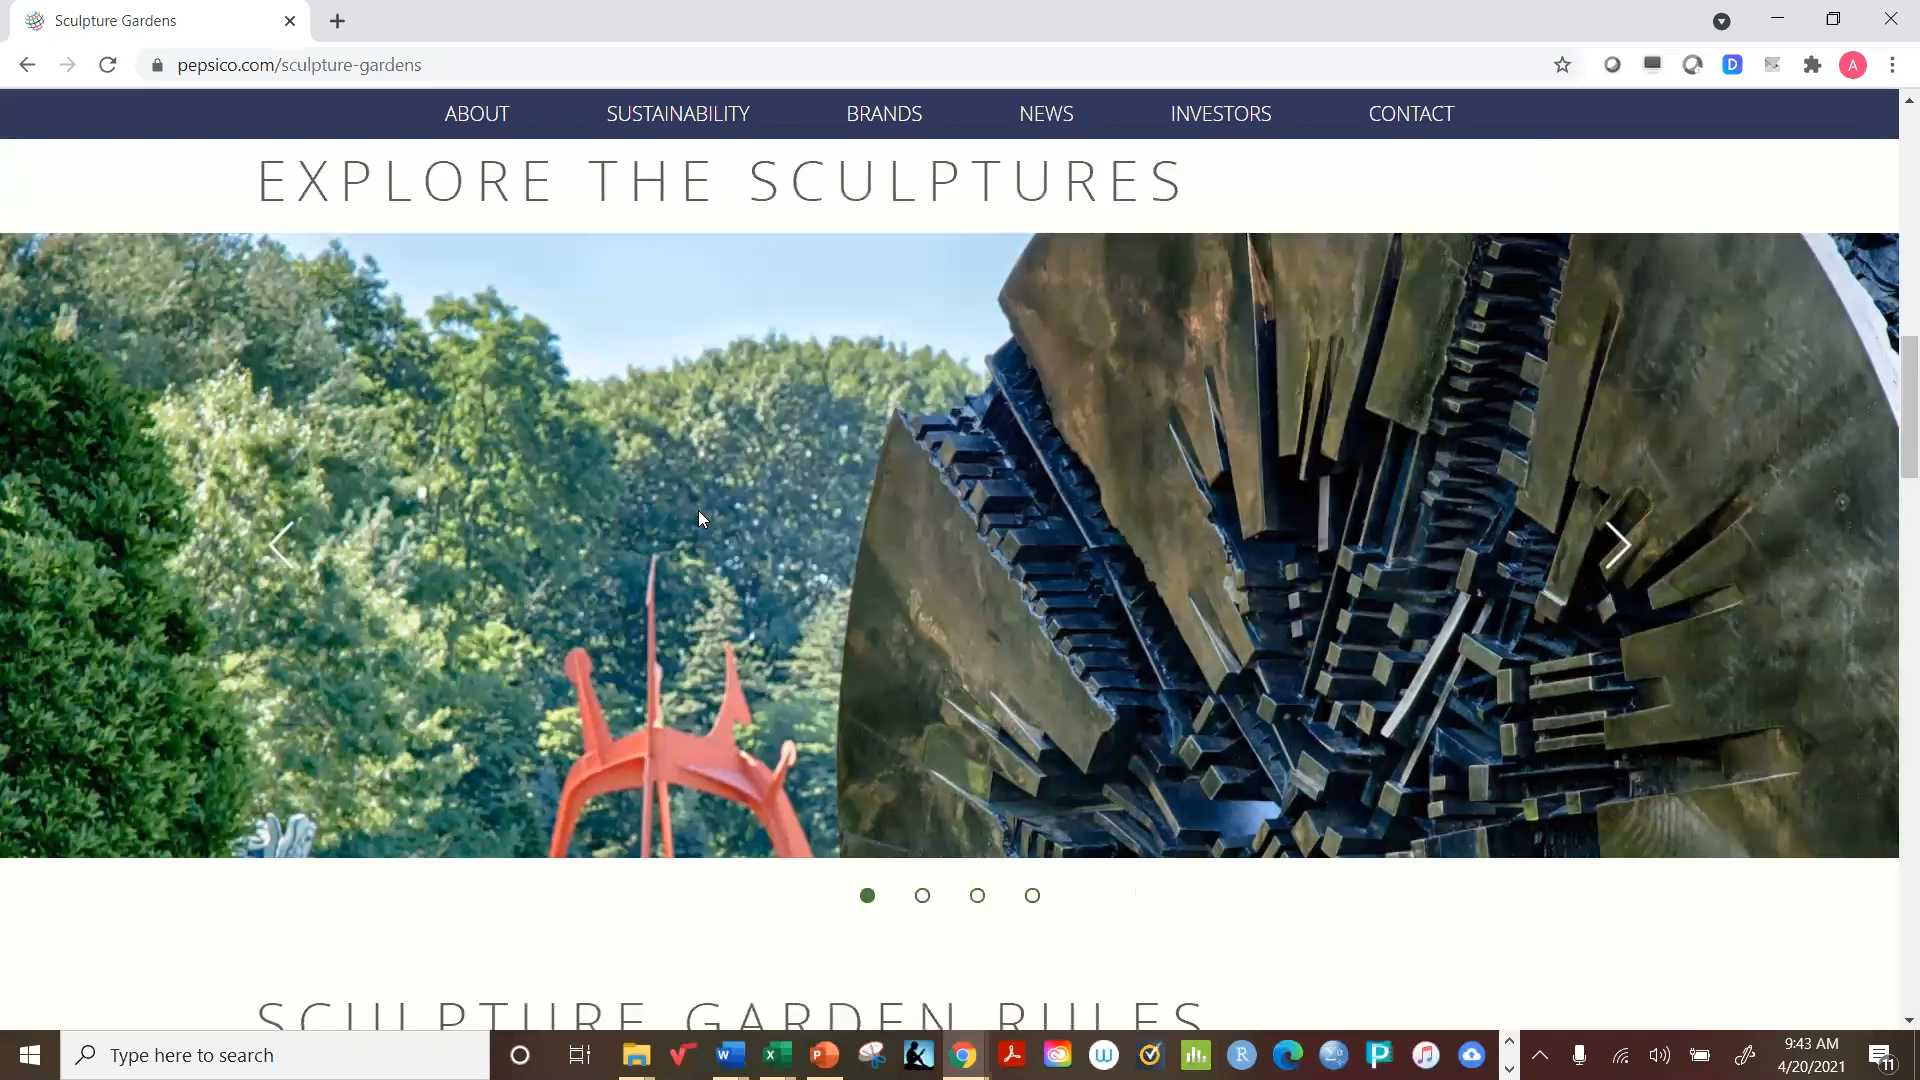 Sculpture Gardens
pepsico.com/sculpture-gardens
D
A
ABOUT SUSTAINABILITY BRANDS NEWS INVESTORS CONTACT
EXPLORE THE SCULPTURES
SCULPTURE GARDEN RULES
Type here to search
9:43 AM
4/20/2021
11